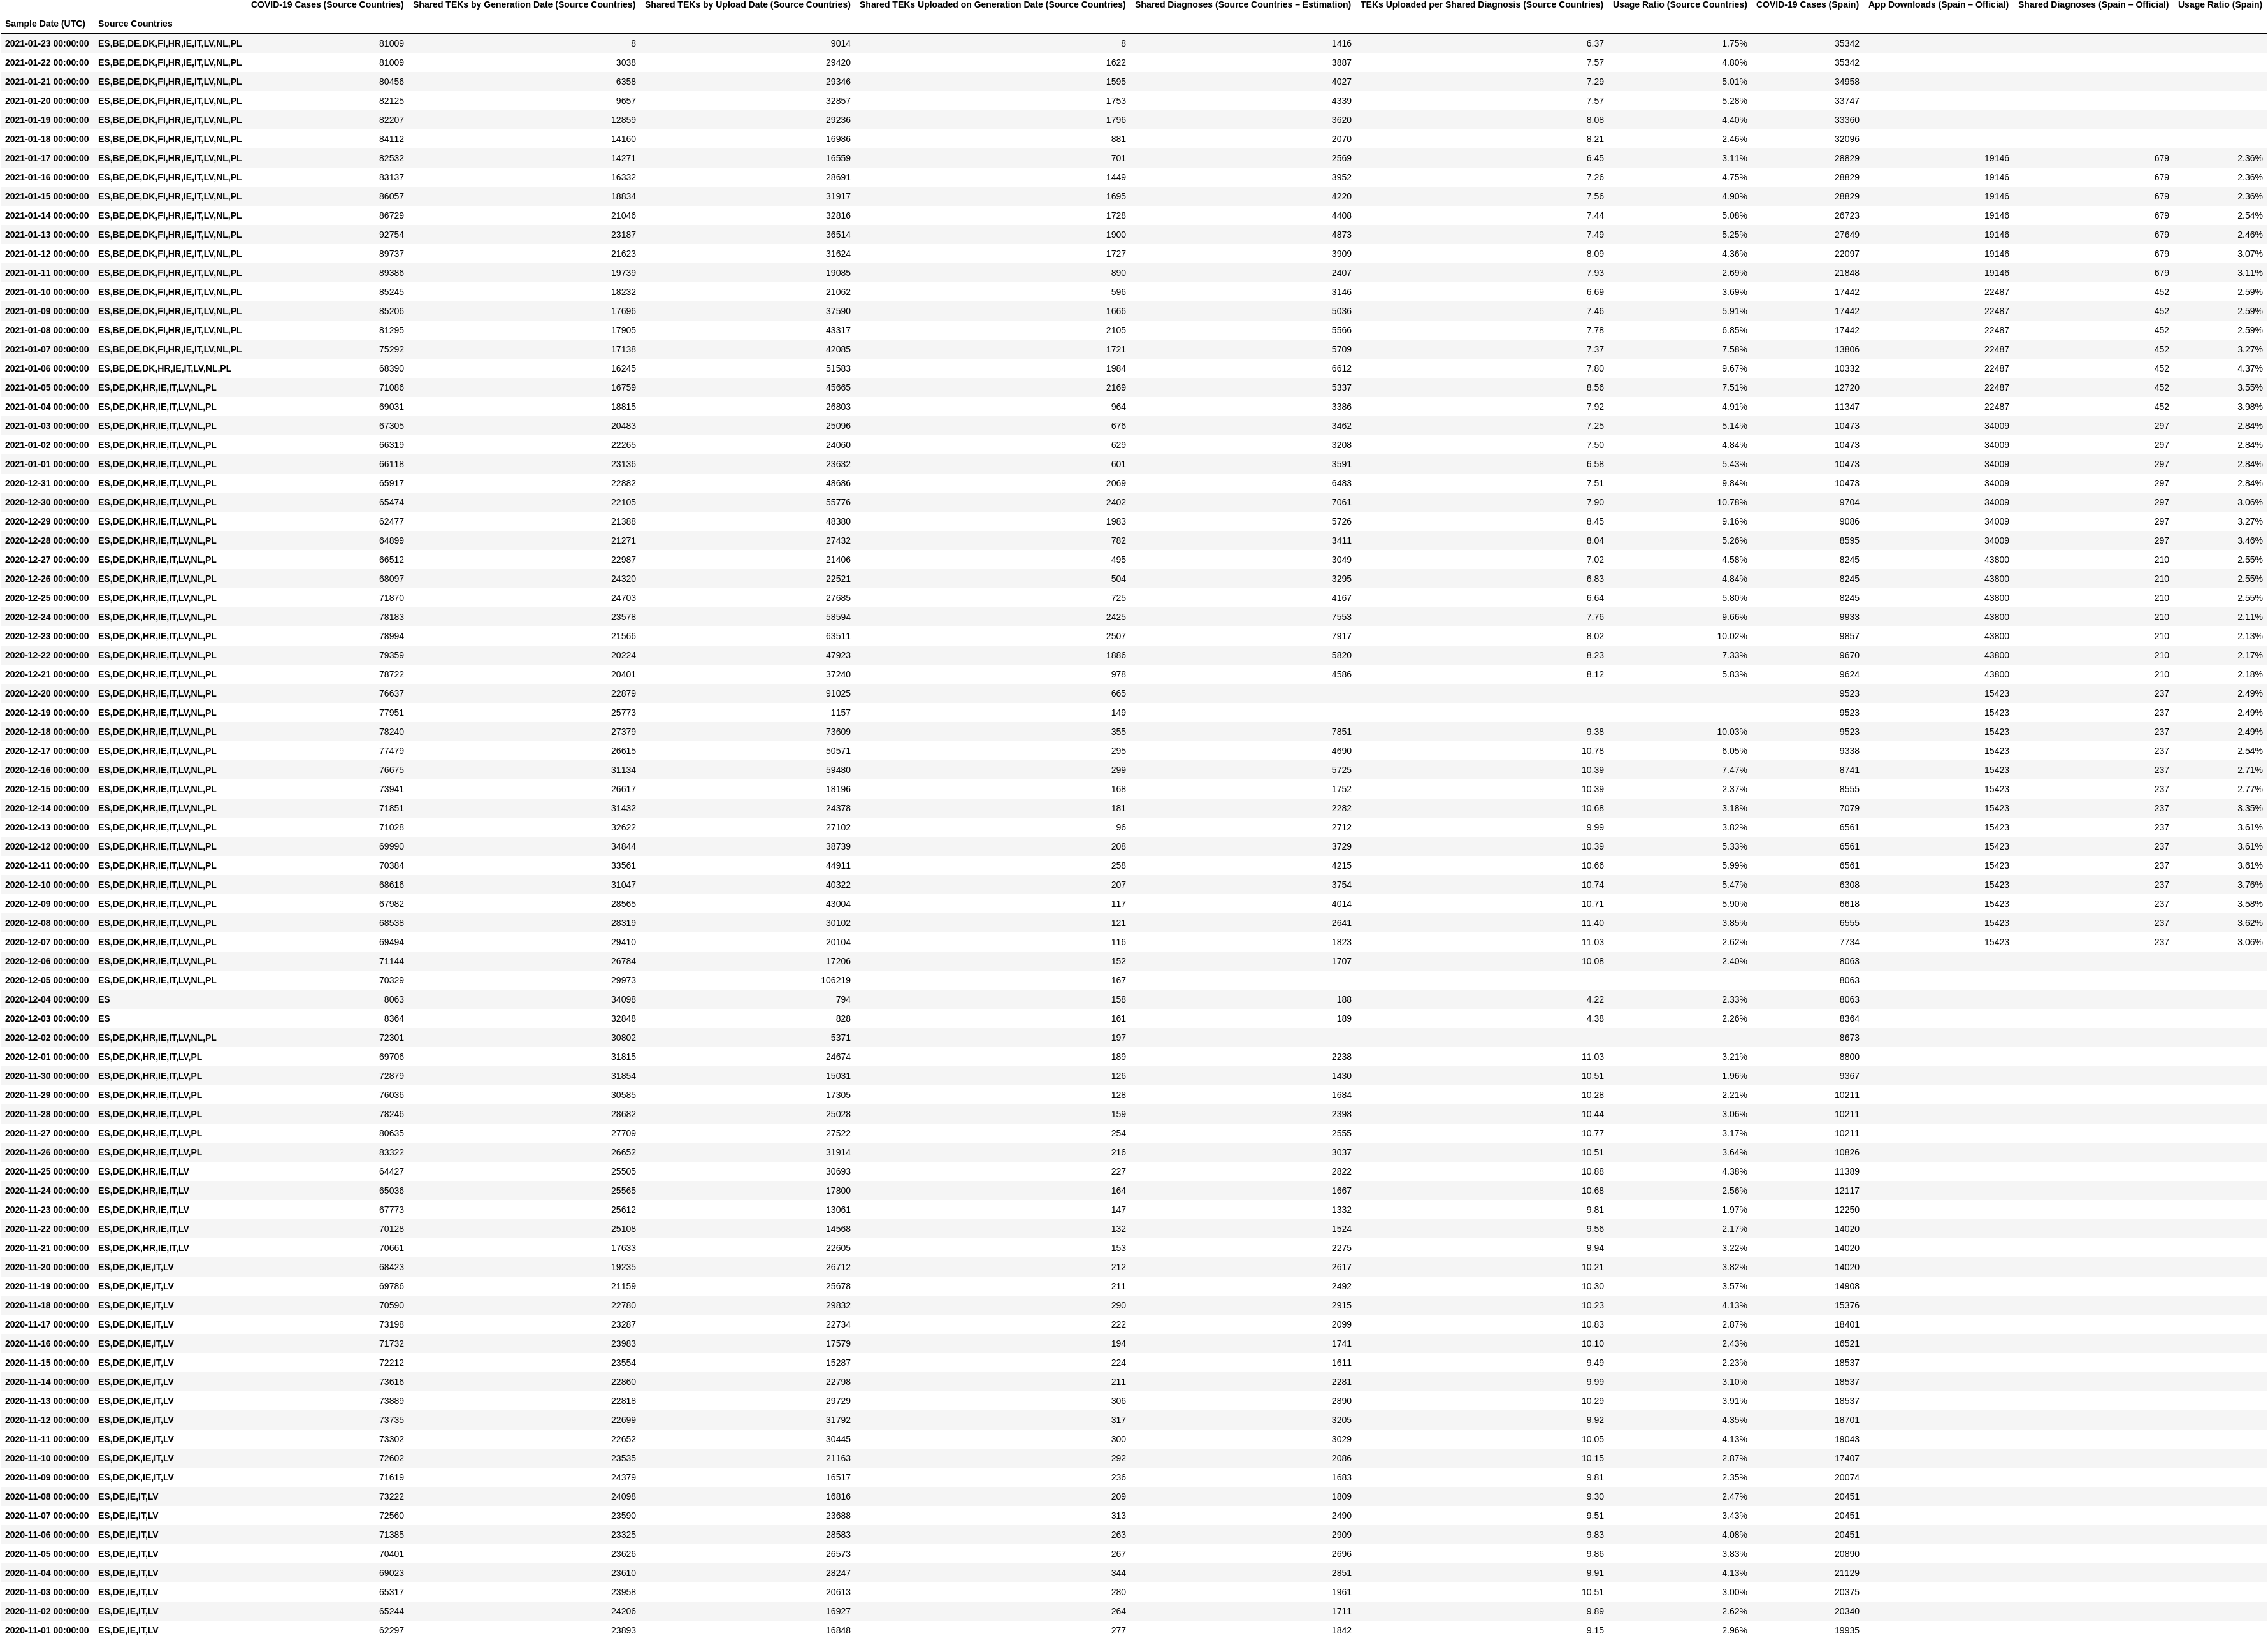 COVID-19 Cases (Source Countries) Shared TEKs by Generation Date (Source Countries) Shared TEKs by Upload Date (Source Countries) Shared TEKs Uploaded on Generation Date (Source Countries) Shared Diagnoses (Source Countries – Estimation) TEKs Uploaded per Shared Diagnosis (Source Countries) Usage Ratio (Source Countries) COVID-19 Cases (Spain) App Downloads (Spain – Official) Shared Diagnoses (Spain – Official) Usage Ratio (Spain)
Sample Date (UTC) Source Countries
2021-01-23 00:00:00 ES,BE,DE,DK,FI,HR,IE,IT,LV,NL,PL 81009 8 9014 8 1416 6.37 1.75% 35342
2021-01-22 00:00:00 ES,BE,DE,DK,FI,HR,IE,IT,LV,NL,PL 81009 3038 29420 1622 3887 7.57 4.80% 35342
2021-01-21 00:00:00 ES,BE,DE,DK,FI,HR,IE,IT,LV,NL,PL 80456 6358 29346 1595 4027 7.29 5.01% 34958
2021-01-20 00:00:00 ES,BE,DE,DK,FI,HR,IE,IT,LV,NL,PL 82125 9657 32857 1753 4339 7.57 5.28% 33747
2021-01-19 00:00:00 ES,BE,DE,DK,FI,HR,IE,IT,LV,NL,PL 82207 12859 29236 1796 3620 8.08 4.40% 33360
2021-01-18 00:00:00 ES,BE,DE,DK,FI,HR,IE,IT,LV,NL,PL 84112 14160 16986 881 2070 8.21 2.46% 32096
2021-01-17 00:00:00 ES,BE,DE,DK,FI,HR,IE,IT,LV,NL,PL 82532 14271 16559 701 2569 6.45 3.11% 28829 19146 679 2.36%
2021-01-16 00:00:00 ES,BE,DE,DK,FI,HR,IE,IT,LV,NL,PL 83137 16332 28691 1449 3952 7.26 4.75% 28829 19146 679 2.36%
2021-01-15 00:00:00 ES,BE,DE,DK,FI,HR,IE,IT,LV,NL,PL 86057 18834 31917 1695 4220 7.56 4.90% 28829 19146 679 2.36%
2021-01-14 00:00:00 ES,BE,DE,DK,FI,HR,IE,IT,LV,NL,PL 86729 21046 32816 1728 4408 7.44 5.08% 26723 19146 679 2.54%
2021-01-13 00:00:00 ES,BE,DE,DK,FI,HR,IE,IT,LV,NL,PL 92754 23187 36514 1900 4873 7.49 5.25% 27649 19146 679 2.46%
2021-01-12 00:00:00 ES,BE,DE,DK,FI,HR,IE,IT,LV,NL,PL 89737 21623 31624 1727 3909 8.09 4.36% 22097 19146 679 3.07%
2021-01-11 00:00:00 ES,BE,DE,DK,FI,HR,IE,IT,LV,NL,PL 89386 19739 19085 890 2407 7.93 2.69% 21848 19146 679 3.11%
2021-01-10 00:00:00 ES,BE,DE,DK,FI,HR,IE,IT,LV,NL,PL 85245 18232 21062 596 3146 6.69 3.69% 17442 22487 452 2.59%
2021-01-09 00:00:00 ES,BE,DE,DK,FI,HR,IE,IT,LV,NL,PL 85206 17696 37590 1666 5036 7.46 5.91% 17442 22487 452 2.59%
2021-01-08 00:00:00 ES,BE,DE,DK,FI,HR,IE,IT,LV,NL,PL 81295 17905 43317 2105 5566 7.78 6.85% 17442 22487 452 2.59%
2021-01-07 00:00:00 ES,BE,DE,DK,FI,HR,IE,IT,LV,NL,PL 75292 17138 42085 1721 5709 7.37 7.58% 13806 22487 452 3.27%
2021-01-06 00:00:00 ES,BE,DE,DK,HR,IE,IT,LV,NL,PL 68390 16245 51583 1984 6612 7.80 9.67% 10332 22487 452 4.37%
2021-01-05 00:00:00 ES,DE,DK,HR,IE,IT,LV,NL,PL 71086 16759 45665 2169 5337 8.56 7.51% 12720 22487 452 3.55%
2021-01-04 00:00:00 ES,DE,DK,HR,IE,IT,LV,NL,PL 69031 18815 26803 964 3386 7.92 4.91% 11347 22487 452 3.98%
2021-01-03 00:00:00 ES,DE,DK,HR,IE,IT,LV,NL,PL 67305 20483 25096 676 3462 7.25 5.14% 10473 34009 297 2.84%
2021-01-02 00:00:00 ES,DE,DK,HR,IE,IT,LV,NL,PL 66319 22265 24060 629 3208 7.50 4.84% 10473 34009 297 2.84%
2021-01-01 00:00:00 ES,DE,DK,HR,IE,IT,LV,NL,PL 66118 23136 23632 601 3591 6.58 5.43% 10473 34009 297 2.84%
2020-12-31 00:00:00 ES,DE,DK,HR,IE,IT,LV,NL,PL 65917 22882 48686 2069 6483 7.51 9.84% 10473 34009 297 2.84%
2020-12-30 00:00:00 ES,DE,DK,HR,IE,IT,LV,NL,PL 65474 22105 55776 2402 7061 7.90 10.78% 9704 34009 297 3.06%
2020-12-29 00:00:00 ES,DE,DK,HR,IE,IT,LV,NL,PL 62477 21388 48380 1983 5726 8.45 9.16% 9086 34009 297 3.27%
2020-12-28 00:00:00 ES,DE,DK,HR,IE,IT,LV,NL,PL 64899 21271 27432 782 3411 8.04 5.26% 8595 34009 297 3.46%
2020-12-27 00:00:00 ES,DE,DK,HR,IE,IT,LV,NL,PL 66512 22987 21406 495 3049 7.02 4.58% 8245 43800 210 2.55%
2020-12-26 00:00:00 ES,DE,DK,HR,IE,IT,LV,NL,PL 68097 24320 22521 504 3295 6.83 4.84% 8245 43800 210 2.55%
2020-12-25 00:00:00 ES,DE,DK,HR,IE,IT,LV,NL,PL 71870 24703 27685 725 4167 6.64 5.80% 8245 43800 210 2.55%
2020-12-24 00:00:00 ES,DE,DK,HR,IE,IT,LV,NL,PL 78183 23578 58594 2425 7553 7.76 9.66% 9933 43800 210 2.11%
2020-12-23 00:00:00 ES,DE,DK,HR,IE,IT,LV,NL,PL 78994 21566 63511 2507 7917 8.02 10.02% 9857 43800 210 2.13%
2020-12-22 00:00:00 ES,DE,DK,HR,IE,IT,LV,NL,PL 79359 20224 47923 1886 5820 8.23 7.33% 9670 43800 210 2.17%
2020-12-21 00:00:00 ES,DE,DK,HR,IE,IT,LV,NL,PL 78722 20401 37240 978 4586 8.12 5.83% 9624 43800 210 2.18%
2020-12-20 00:00:00 ES,DE,DK,HR,IE,IT,LV,NL,PL 76637 22879 91025 665 9523 15423 237 2.49%
2020-12-19 00:00:00 ES,DE,DK,HR,IE,IT,LV,NL,PL 77951 25773 1157 149 9523 15423 237 2.49%
2020-12-18 00:00:00 ES,DE,DK,HR,IE,IT,LV,NL,PL 78240 27379 73609 355 7851 9.38 10.03% 9523 15423 237 2.49%
2020-12-17 00:00:00 ES,DE,DK,HR,IE,IT,LV,NL,PL 77479 26615 50571 295 4690 10.78 6.05% 9338 15423 237 2.54%
2020-12-16 00:00:00 ES,DE,DK,HR,IE,IT,LV,NL,PL 76675 31134 59480 299 5725 10.39 7.47% 8741 15423 237 2.71%
2020-12-15 00:00:00 ES,DE,DK,HR,IE,IT,LV,NL,PL 73941 26617 18196 168 1752 10.39 2.37% 8555 15423 237 2.77%
2020-12-14 00:00:00 ES,DE,DK,HR,IE,IT,LV,NL,PL 71851 31432 24378 181 2282 10.68 3.18% 7079 15423 237 3.35%
2020-12-13 00:00:00 ES,DE,DK,HR,IE,IT,LV,NL,PL 71028 32622 27102 96 2712 9.99 3.82% 6561 15423 237 3.61%
2020-12-12 00:00:00 ES,DE,DK,HR,IE,IT,LV,NL,PL 69990 34844 38739 208 3729 10.39 5.33% 6561 15423 237 3.61%
2020-12-11 00:00:00 ES,DE,DK,HR,IE,IT,LV,NL,PL 70384 33561 44911 258 4215 10.66 5.99% 6561 15423 237 3.61%
2020-12-10 00:00:00 ES,DE,DK,HR,IE,IT,LV,NL,PL 68616 31047 40322 207 3754 10.74 5.47% 6308 15423 237 3.76%
2020-12-09 00:00:00 ES,DE,DK,HR,IE,IT,LV,NL,PL 67982 28565 43004 117 4014 10.71 5.90% 6618 15423 237 3.58%
2020-12-08 00:00:00 ES,DE,DK,HR,IE,IT,LV,NL,PL 68538 28319 30102 121 2641 11.40 3.85% 6555 15423 237 3.62%
2020-12-07 00:00:00 ES,DE,DK,HR,IE,IT,LV,NL,PL 69494 29410 20104 116 1823 11.03 2.62% 7734 15423 237 3.06%
2020-12-06 00:00:00 ES,DE,DK,HR,IE,IT,LV,NL,PL 71144 26784 17206 152 1707 10.08 2.40% 8063
2020-12-05 00:00:00 ES,DE,DK,HR,IE,IT,LV,NL,PL 70329 29973 106219 167 8063
2020-12-04 00:00:00 ES 8063 34098 794 158 188 4.22 2.33% 8063
2020-12-03 00:00:00 ES 8364 32848 828 161 189 4.38 2.26% 8364
2020-12-02 00:00:00 ES,DE,DK,HR,IE,IT,LV,NL,PL 72301 30802 5371 197 8673
2020-12-01 00:00:00 ES,DE,DK,HR,IE,IT,LV,PL 69706 31815 24674 189 2238 11.03 3.21% 8800
2020-11-30 00:00:00 ES,DE,DK,HR,IE,IT,LV,PL 72879 31854 15031 126 1430 10.51 1.96% 9367
2020-11-29 00:00:00 ES,DE,DK,HR,IE,IT,LV,PL 76036 30585 17305 128 1684 10.28 2.21% 10211
2020-11-28 00:00:00 ES,DE,DK,HR,IE,IT,LV,PL 78246 28682 25028 159 2398 10.44 3.06% 10211
2020-11-27 00:00:00 ES,DE,DK,HR,IE,IT,LV,PL 80635 27709 27522 254 2555 10.77 3.17% 10211
2020-11-26 00:00:00 ES,DE,DK,HR,IE,IT,LV,PL 83322 26652 31914 216 3037 10.51 3.64% 10826
2020-11-25 00:00:00 ES,DE,DK,HR,IE,IT,LV 64427 25505 30693 227 2822 10.88 4.38% 11389
2020-11-24 00:00:00 ES,DE,DK,HR,IE,IT,LV 65036 25565 17800 164 1667 10.68 2.56% 12117
2020-11-23 00:00:00 ES,DE,DK,HR,IE,IT,LV 67773 25612 13061 147 1332 9.81 1.97% 12250
2020-11-22 00:00:00 ES,DE,DK,HR,IE,IT,LV 70128 25108 14568 132 1524 9.56 2.17% 14020
2020-11-21 00:00:00 ES,DE,DK,HR,IE,IT,LV 70661 17633 22605 153 2275 9.94 3.22% 14020
2020-11-20 00:00:00 ES,DE,DK,IE,IT,LV 68423 19235 26712 212 2617 10.21 3.82% 14020
2020-11-19 00:00:00 ES,DE,DK,IE,IT,LV 69786 21159 25678 211 2492 10.30 3.57% 14908
2020-11-18 00:00:00 ES,DE,DK,IE,IT,LV 70590 22780 29832 290 2915 10.23 4.13% 15376
2020-11-17 00:00:00 ES,DE,DK,IE,IT,LV 73198 23287 22734 222 2099 10.83 2.87% 18401
2020-11-16 00:00:00 ES,DE,DK,IE,IT,LV 71732 23983 17579 194 1741 10.10 2.43% 16521
2020-11-15 00:00:00 ES,DE,DK,IE,IT,LV 72212 23554 15287 224 1611 9.49 2.23% 18537
2020-11-14 00:00:00 ES,DE,DK,IE,IT,LV 73616 22860 22798 211 2281 9.99 3.10% 18537
2020-11-13 00:00:00 ES,DE,DK,IE,IT,LV 73889 22818 29729 306 2890 10.29 3.91% 18537
2020-11-12 00:00:00 ES,DE,DK,IE,IT,LV 73735 22699 31792 317 3205 9.92 4.35% 18701
2020-11-11 00:00:00 ES,DE,DK,IE,IT,LV 73302 22652 30445 300 3029 10.05 4.13% 19043
2020-11-10 00:00:00 ES,DE,DK,IE,IT,LV 72602 23535 21163 292 2086 10.15 2.87% 17407
2020-11-09 00:00:00 ES,DE,DK,IE,IT,LV 71619 24379 16517 236 1683 9.81 2.35% 20074
2020-11-08 00:00:00 ES,DE,IE,IT,LV 73222 24098 16816 209 1809 9.30 2.47% 20451
2020-11-07 00:00:00 ES,DE,IE,IT,LV 72560 23590 23688 313 2490 9.51 3.43% 20451
2020-11-06 00:00:00 ES,DE,IE,IT,LV 71385 23325 28583 263 2909 9.83 4.08% 20451
2020-11-05 00:00:00 ES,DE,IE,IT,LV 70401 23626 26573 267 2696 9.86 3.83% 20890
2020-11-04 00:00:00 ES,DE,IE,IT,LV 69023 23610 28247 344 2851 9.91 4.13% 21129
2020-11-03 00:00:00 ES,DE,IE,IT,LV 65317 23958 20613 280 1961 10.51 3.00% 20375
2020-11-02 00:00:00 ES,DE,IE,IT,LV 65244 24206 16927 264 1711 9.89 2.62% 20340
2020-11-01 00:00:00 ES,DE,IE,IT,LV 62297 23893 16848 277 1842 9.15 2.96% 19935